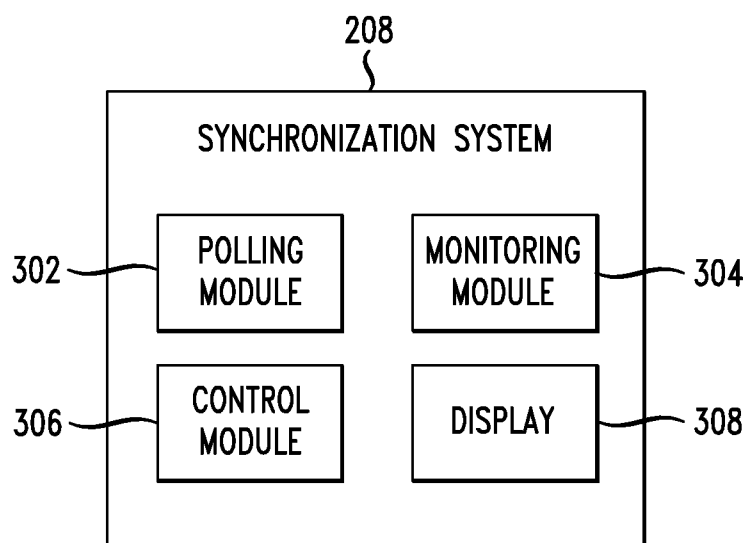 208
SYNCHRONIZATION SYSTEM
302
POLLING
MODULE
MONITORING
MODULE
304
306
CONTROL
MODULE
DISPLAY
308